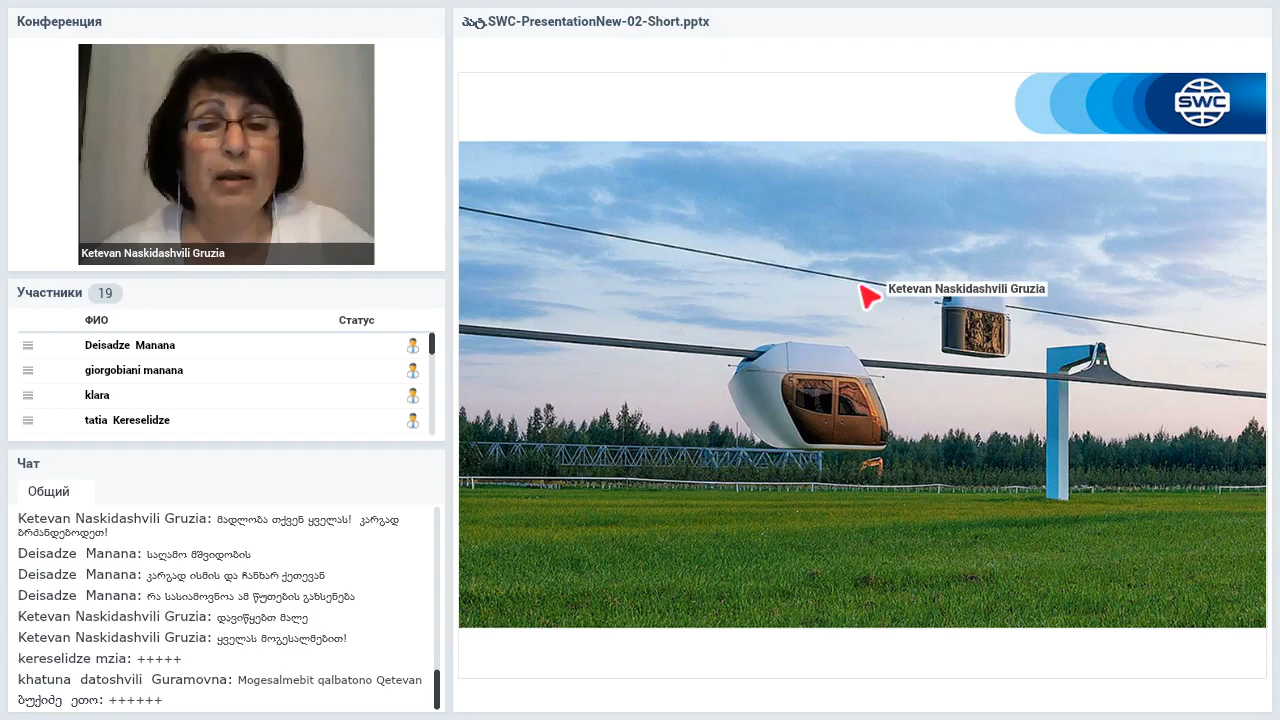 Конференция
Ketevan Naskidashvili Gruzia
Участники 19
ФИО Статус
Deisadze Manana
giorgobiani manana
klara
tatia Kereselidze
Чат
Общий
Ketevan Naskidashvili Gruzia: მადლობა თქვენ ყველას! კარგად
ბრძანდებოდეთ!
Deisadze Manana: საღამო მშვიდობის
Deisadze Manana: კარგად ისმის და ჩანხარ ქეთევან
Deisadze Manana: რა სასიამოვნოა ამ წუთების გახსენება
Ketevan Naskidashvili Gruzia: დავიწყებთ მალე
Ketevan Naskidashvili Gruzia: ყველას მოგესალმებით!
kereselidze mzia: +++++
khatuna datoshvili Guramovna: Mogesalmebit qalbatono Qetevan
ბუქიძე ეთო: ++++++
პატ.SWC-PresentationNew-02-Short.pptx
SWC
Ketevan Naskidashvili Gruzia